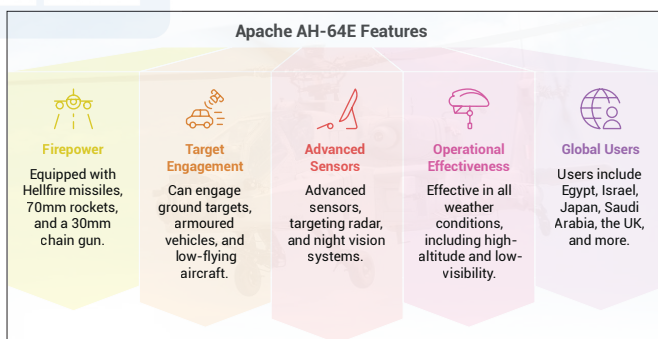 Apache AH-64E Features
Firepower
Equipped with
Hellfire missiles,
70mm rockets,
and a 30mm
chain gun.
Target
Engagement
Can engage
ground targets,
armoured
vehicles, and
low-flying
aircraft.
Advanced
Sensors
Advanced
sensors,
targeting radar,
and night vision
systems.
Operational
Effectiveness
Effective in all
weather
conditions,
including high-
altitude and low-
visibility.
Global Users
Users include
Egypt, Israel,
Japan, Saudi
Arabia, the UK,
and more.